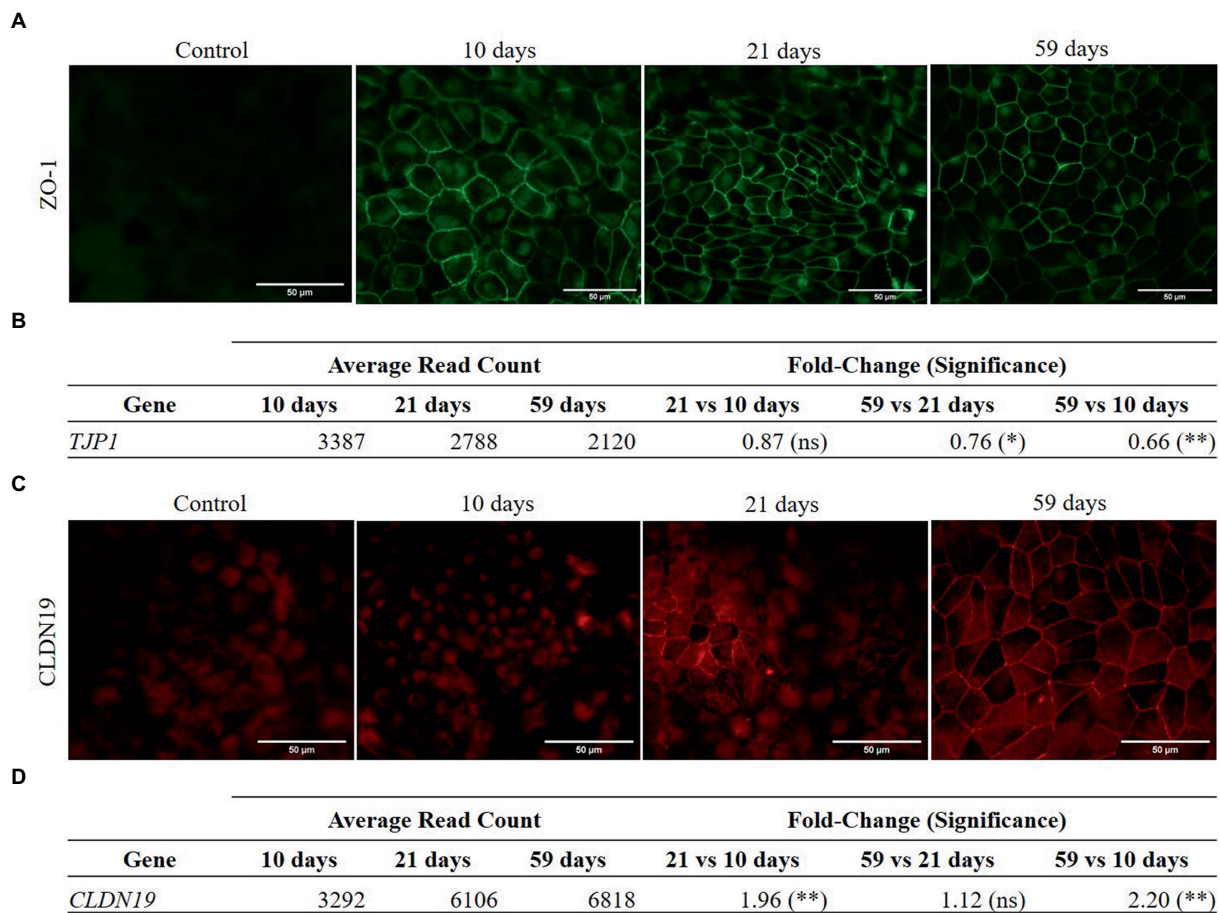 A
Control 10 days 21 days 59 days
ZO-1
50 μm 50 μm 50 μm 50 μm
B
Average Read Count Fold-Change (Significance)
Gene 10 days 21 days 59 days 21 vs 10 days 59 vs 21 days 59 vs 10 days
TJP1 3387 2788 2120 0.87 (ns) 0.76 (*) 0.66 (**)
C
Control 10 days 21 days 59 days
CLDN19
50 μm 50 μm 50 μm 50 μm
D
Average Read Count Fold-Change (Significance)
Gene 10 days 21 days 59 days 21 vs 10 days 59 vs 21 days 59 vs 10 days
CLDN19 3292 6106 6818 1.96 (**) 1.12 (ns) 2.20 (**)